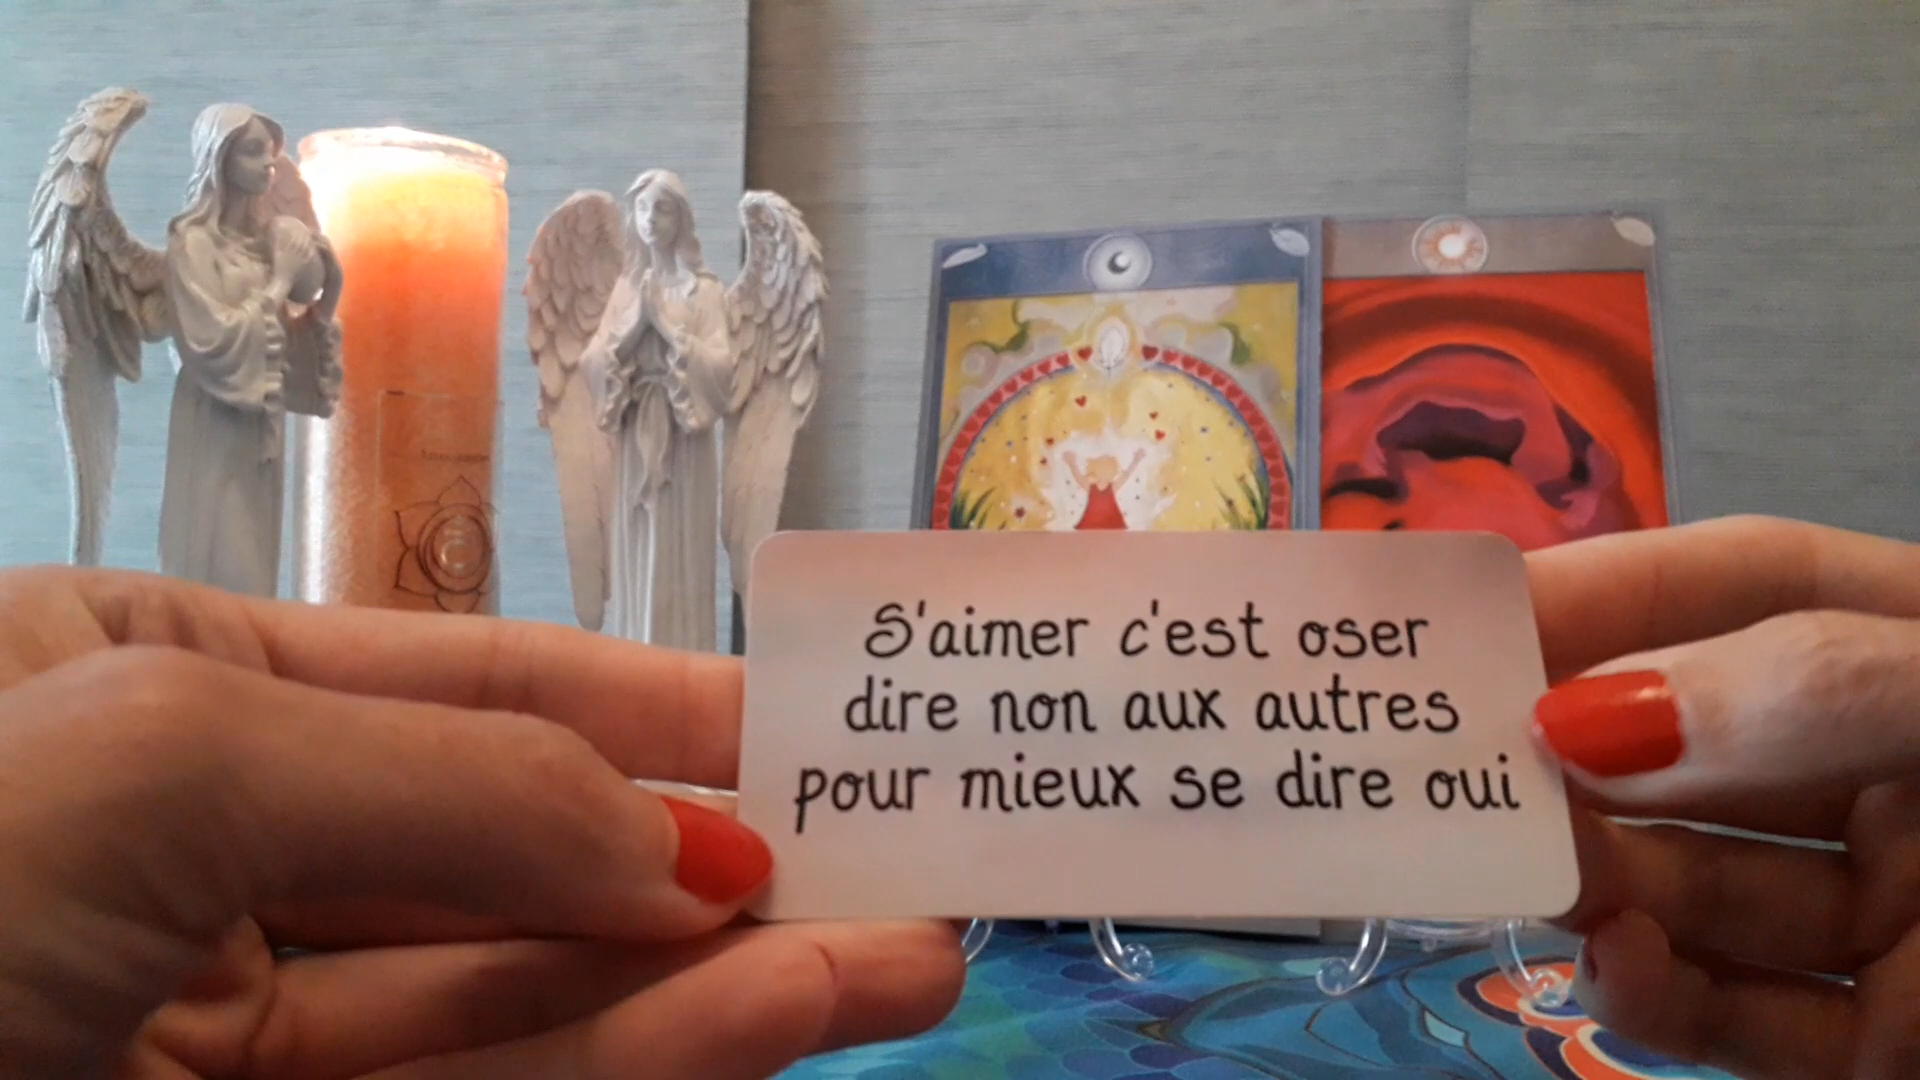 S'aimer c'est oser
dire non aux autres
pour mieux se dire oui